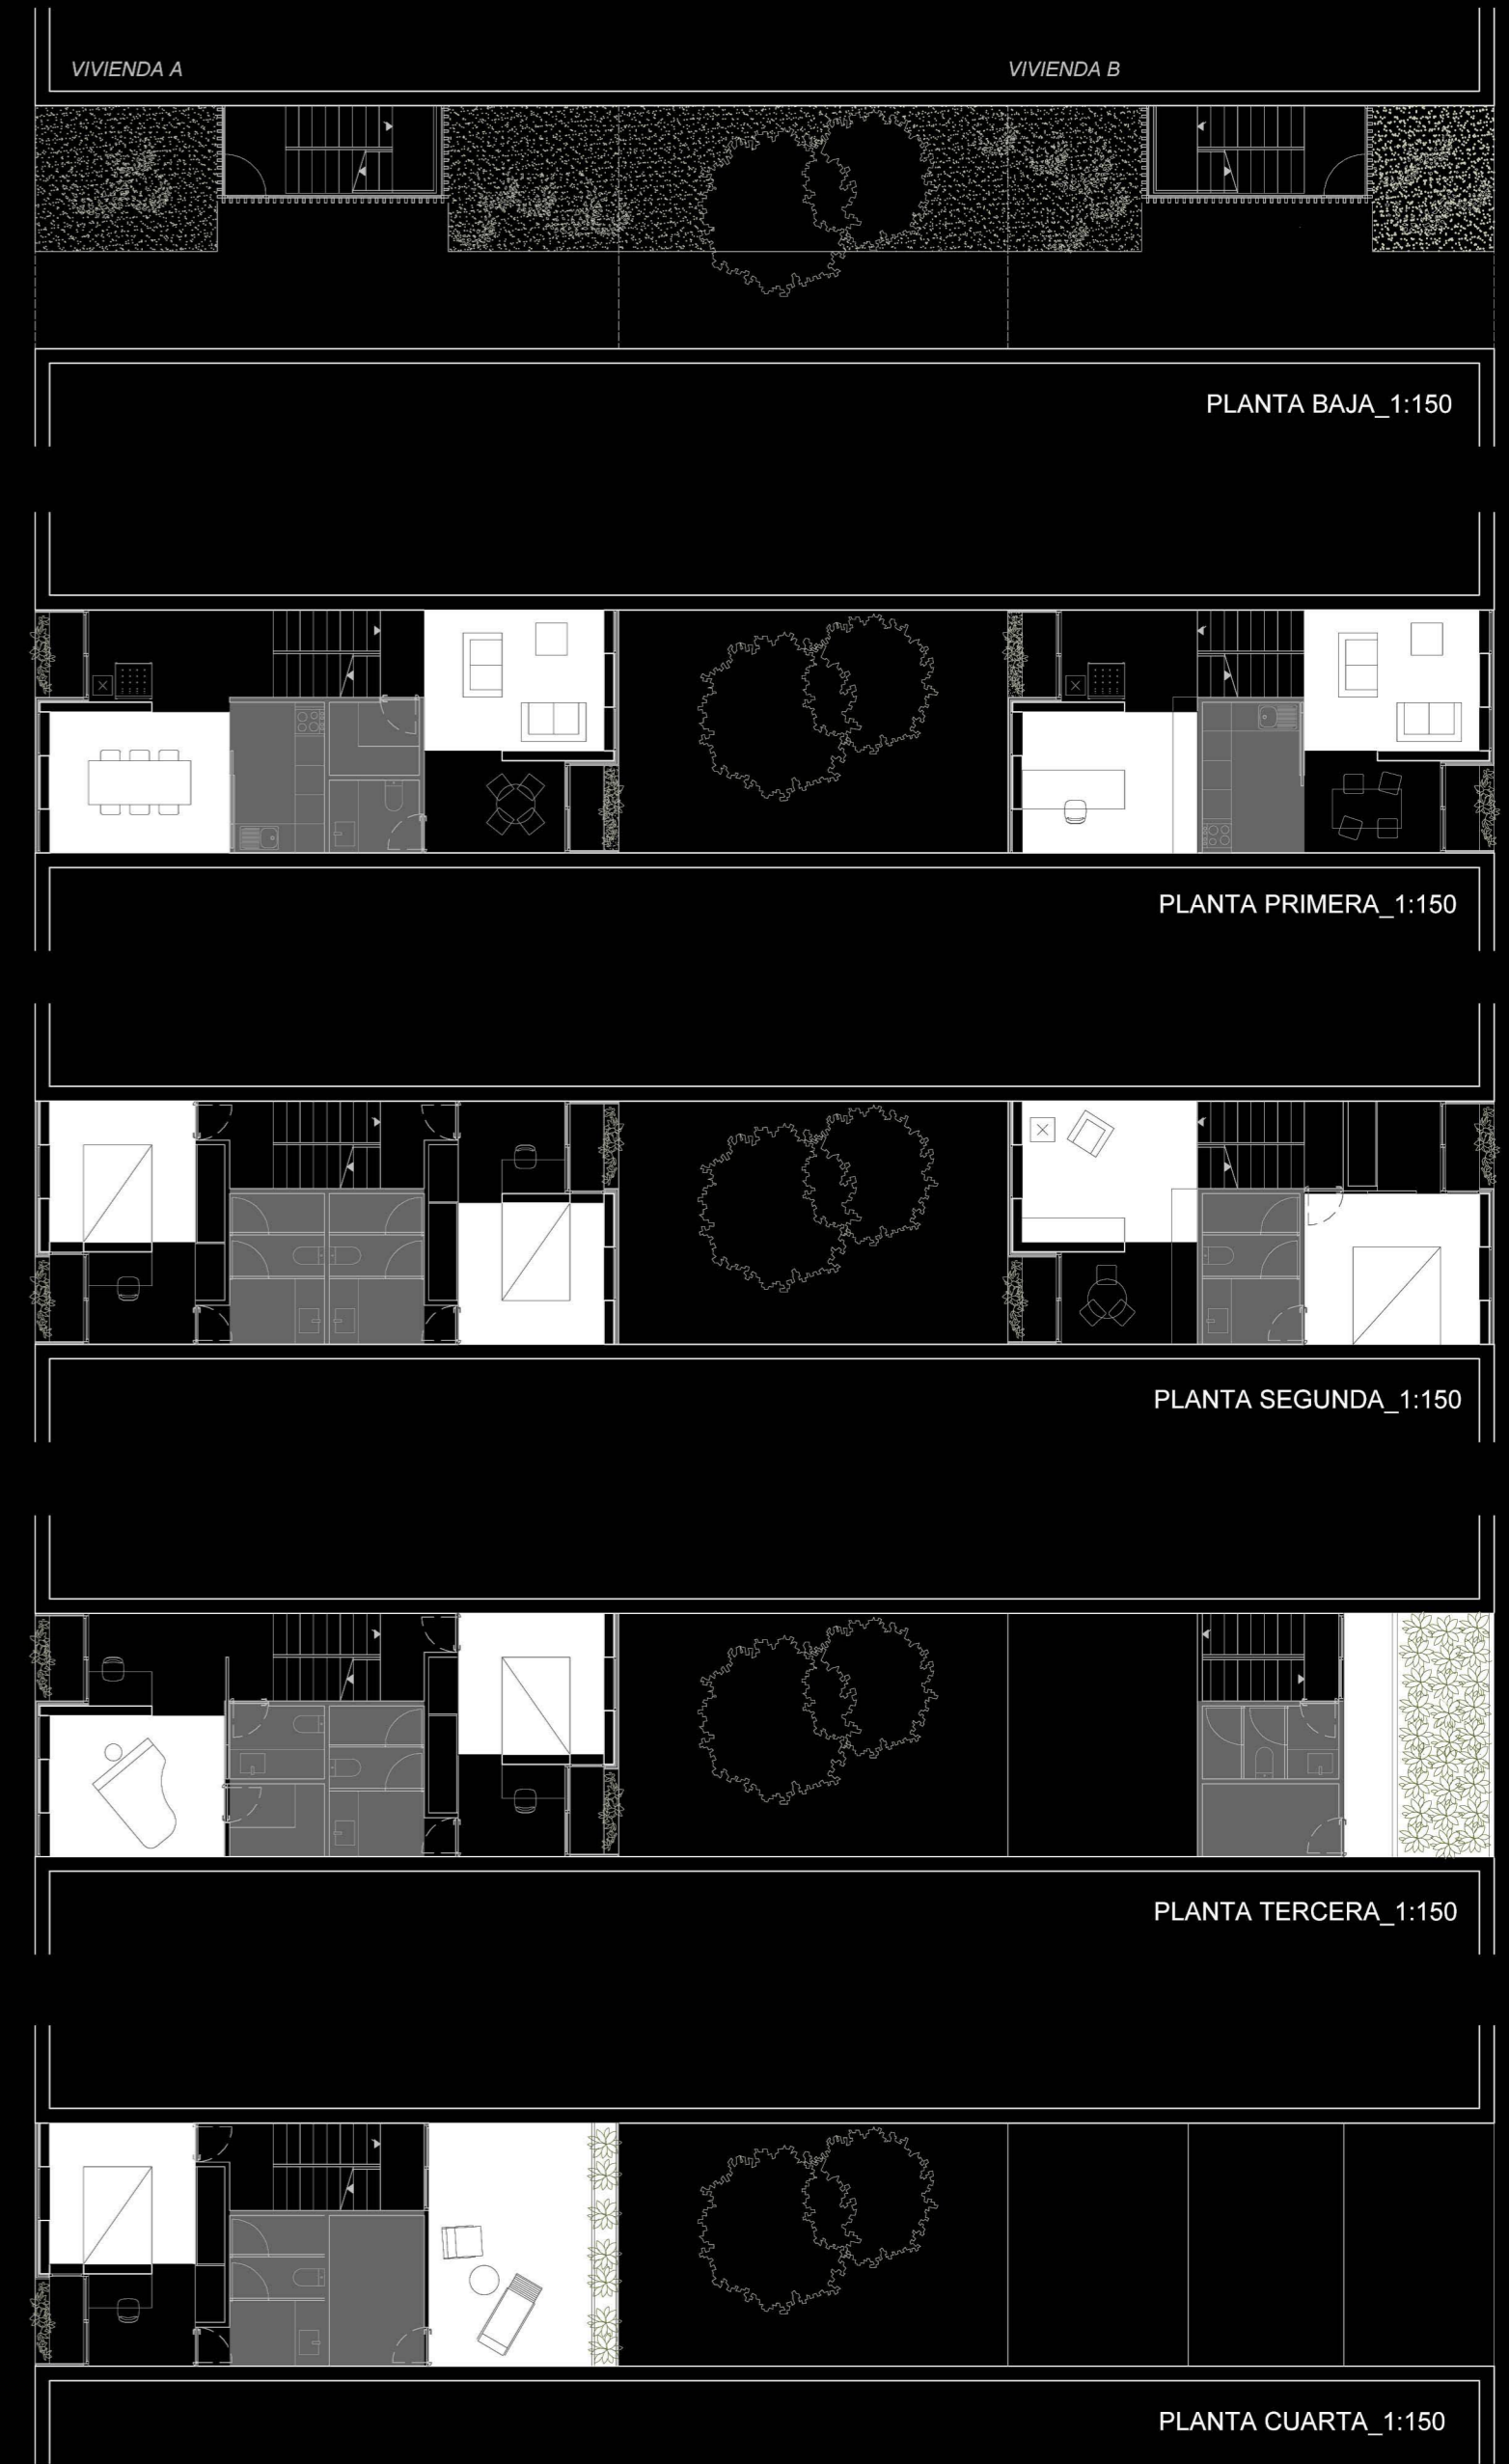 VIVIENDA A
VIVIENDA B
PLANTA BAJA_1:150
PLANTA PRIMERA_1:150
PLANTA SEGUNDA_1:150
PLANTA TERCERA_1:150
PLANTA CUARTA_1:150